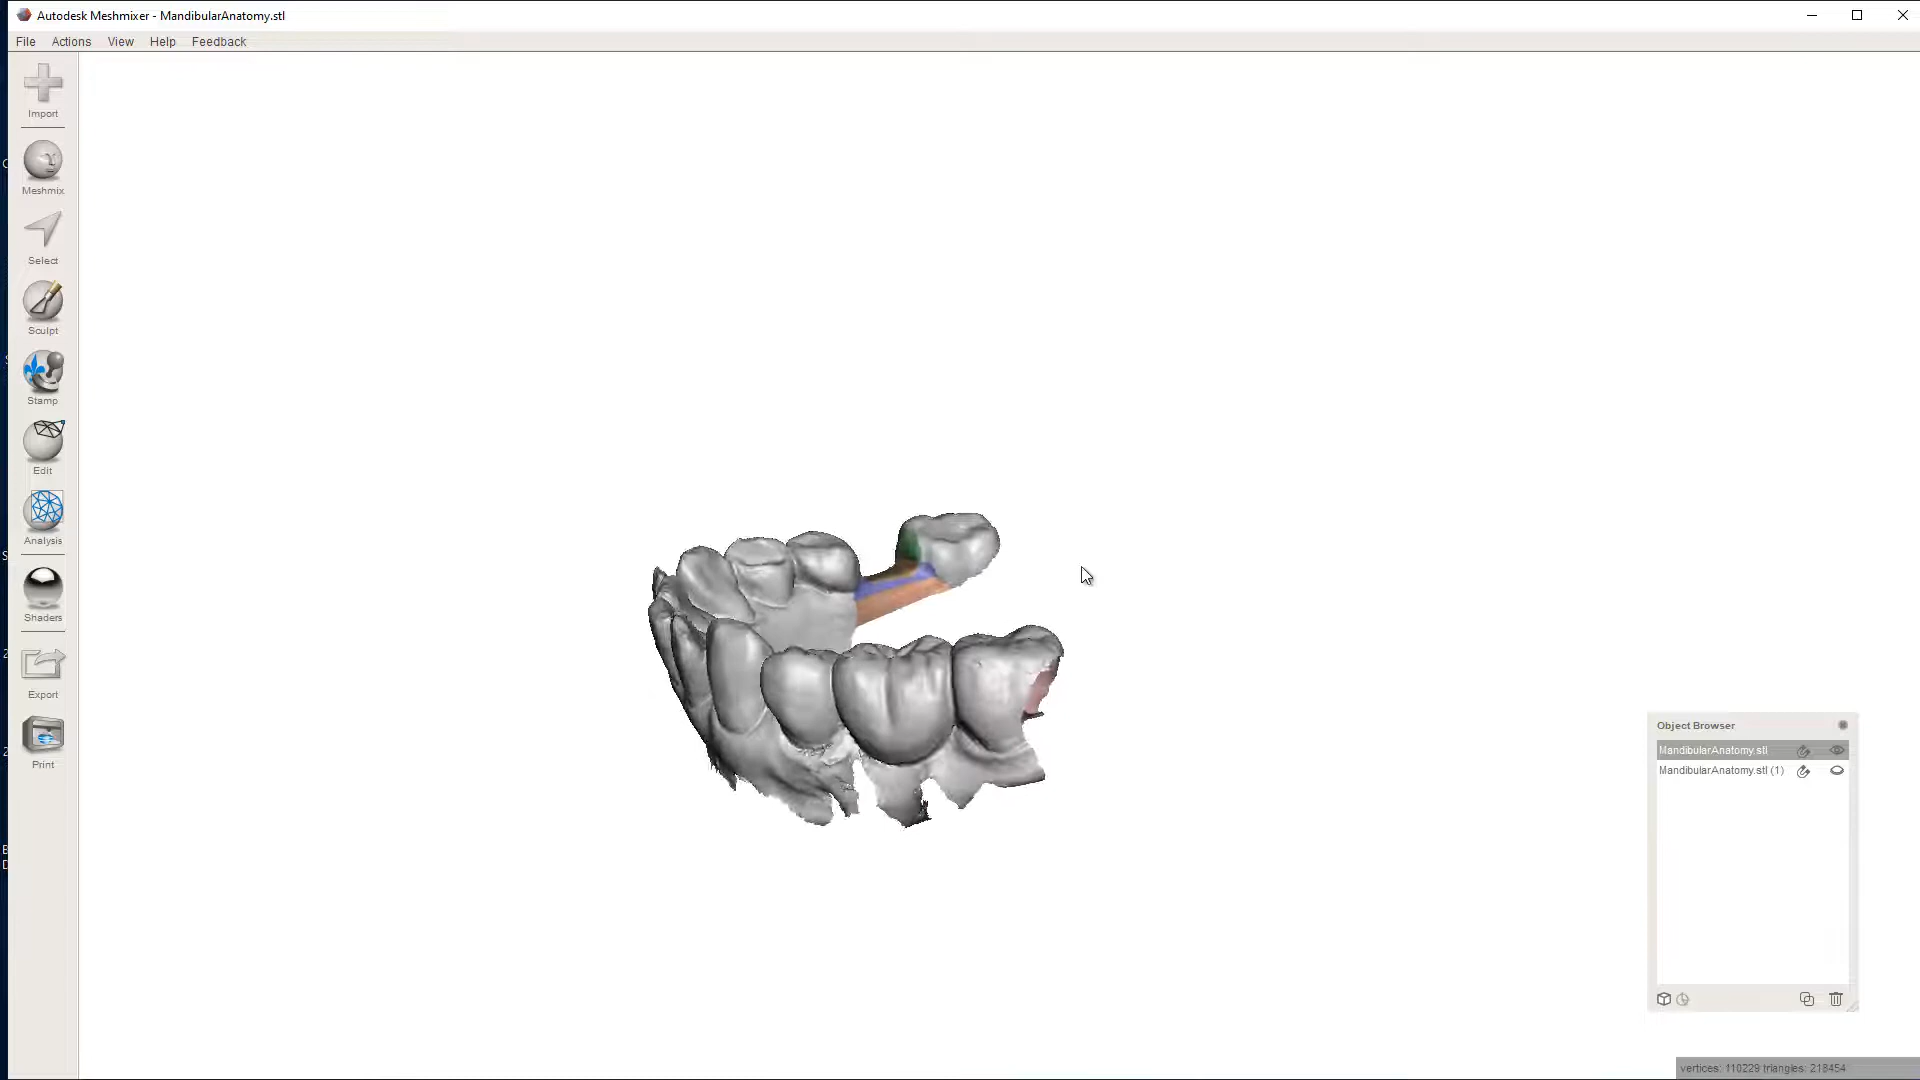 Autodesk Meshmixer - MandibularAnatomy.stl
File Actions View Help Feedback
Import
Meshmix
Select
Sculpt
Stamp
Edit
Analysis
Shaders
Export
Print
Object Browser
MandibularAnatomy.stl
MandibularAnatomy.stl (1)
vertices: 110229 triangles: 218454